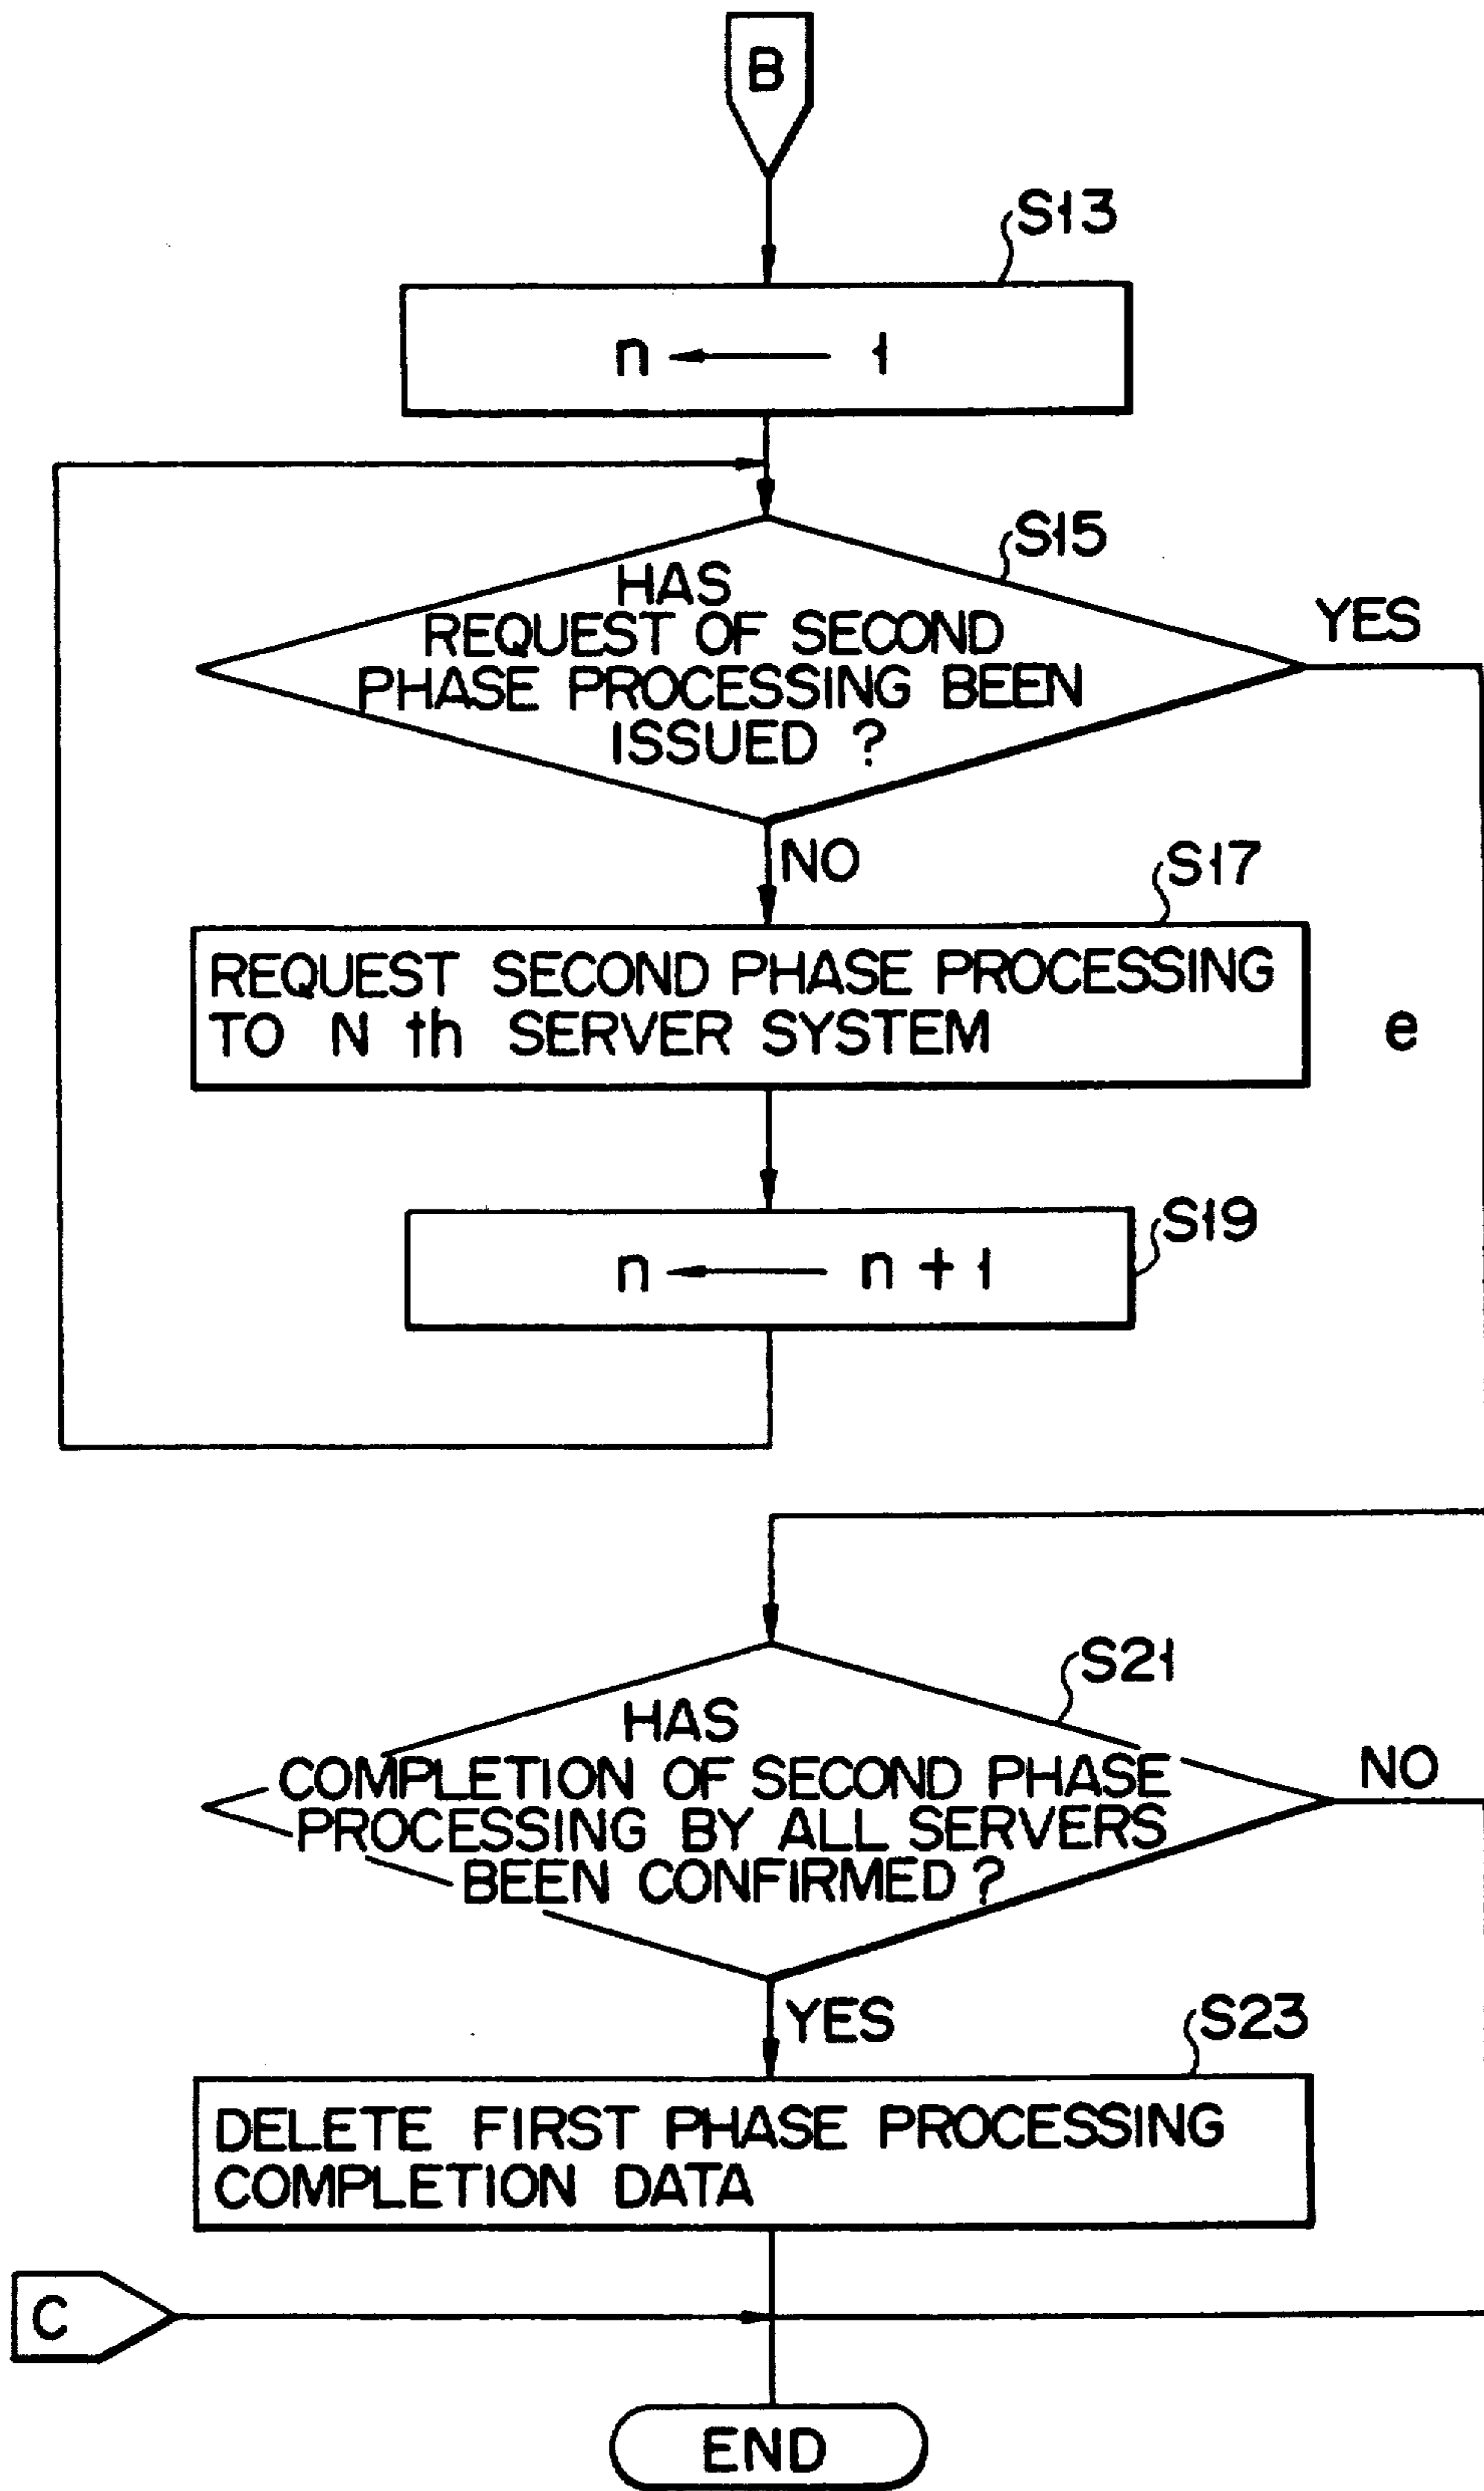 B
S13
n ← 1
S15
HAS
REQUEST OF SECOND
PHASE PROCESSING BEEN
ISSUED ?
YES
NO
S17
REQUEST SECOND PHASE PROCESSING
TO N th SERVER SYSTEM
e
S19
n ← n + 1
S21
HAS
COMPLETION OF SECOND PHASE
PROCESSING BY ALL SERVERS
BEEN CONFIRMED ?
NO
YES
S23
DELETE FIRST PHASE PROCESSING
COMPLETION DATA
C
END